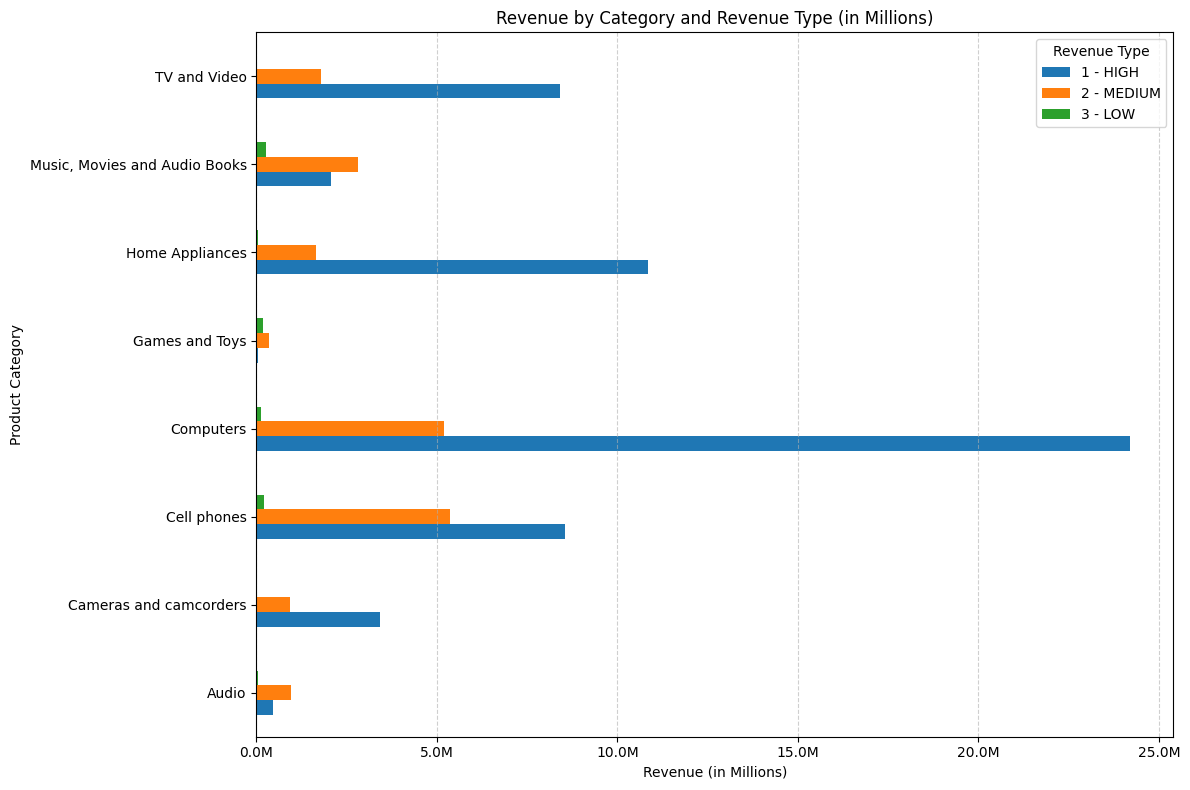 Revenue by Category and Revenue Type (in Millions)
Revenue Type
1 - HIGH
2 - MEDIUM
3 - LOW
Product Category
TV and Video
Music, Movies and Audio Books
Home Appliances
Games and Toys
Computers
Cell phones
Cameras and camcorders
Audio
0.0M 5.0M 10.0M 15.0M 20.0M 25.0M
Revenue (in Millions)